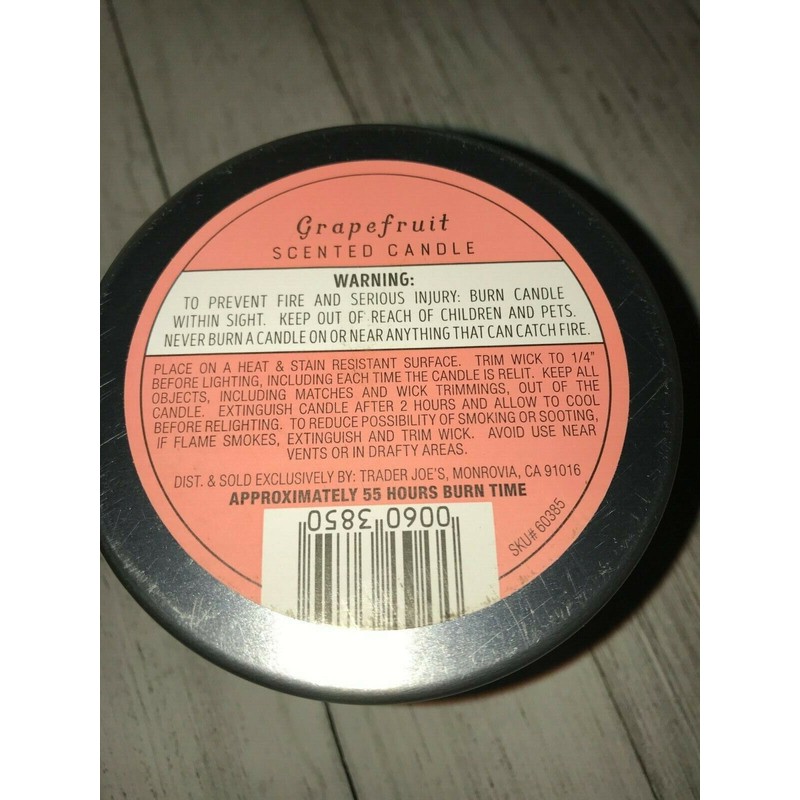 Grapefruit
SCENTED CANDLE
WARNING:
TO PREVENT FIRE AND SERIOUS INJURY: BURN CANDLE
WITHIN SIGHT. KEEP OUT OF REACH OF CHILDREN AND PETS.
NEVER BURN A CANDLE ON OR NEAR ANYTHING THAT CAN CATCH FIRE.
PLACE ON A HEAT & STAIN RESISTANT SURFACE. TRIM WICK TO 1/4"
BEFORE LIGHTING, INCLUDING EACH TIME THE CANDLE IS RELIT. KEEP ALL
OBJECTS, INCLUDING MATCHES AND WICK TRIMMINGS, OUT OF THE
CANDLE. EXTINGUISH CANDLE AFTER 2 HOURS AND ALLOW TO COOL
BEFORE RELIGHTING. TO REDUCE POSSIBILITY OF SMOKING OR SOOTING,
IF FLAME SMOKES, EXTINGUISH AND TRIM WICK. AVOID USE NEAR
VENTS OR IN DRAFTY AREAS.
DIST. & SOLD EXCLUSIVELY BY: TRADER JOE'S, MONROVIA, CA 91016
APPROXIMATELY 55 HOURS BURN TIME
0060 3850
SKU# 60385